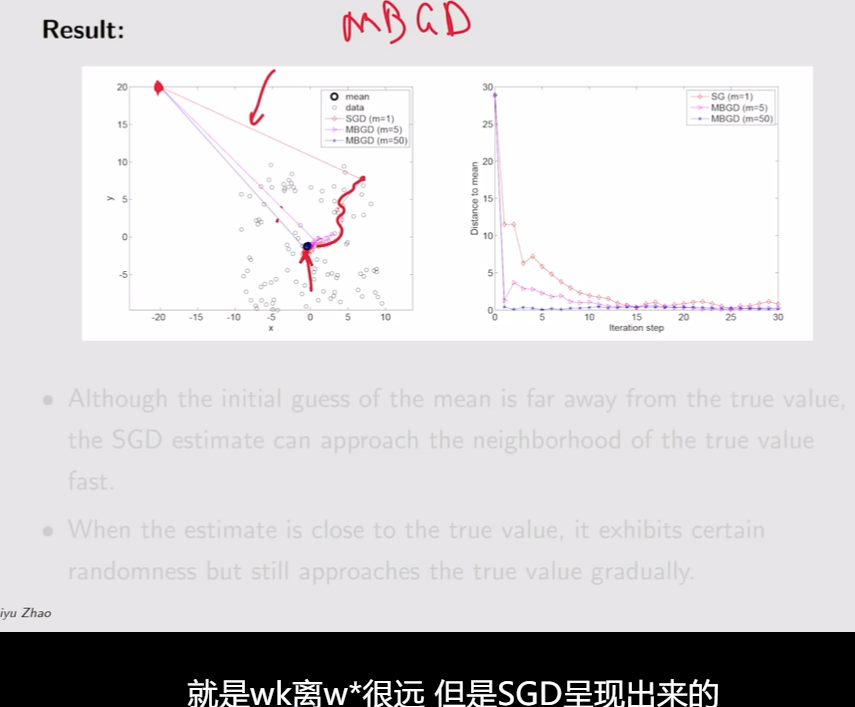 Result:
MBGD
mean
data
SGD (m=1)
MBGD (m=5)
MBGD (m=50)
20
15
10
5
0
-5
y
-20
-15
-10
-5
0
5
10
x
SG (m=1)
MBGD (m=5)
MBGD (m=50)
30
25
20
15
10
5
0
Distance to mean
0
5
10
15
20
25
30
Iteration step
Although the initial guess of the mean is far away from the true value,
the SGD estimate can approach the neighborhood of the true value
fast.
When the estimate is close to the true value, it exhibits certain
randomness but still approaches the true value gradually.
iyu Zhao
就是wk离w*很远 但是SGD呈现出来的